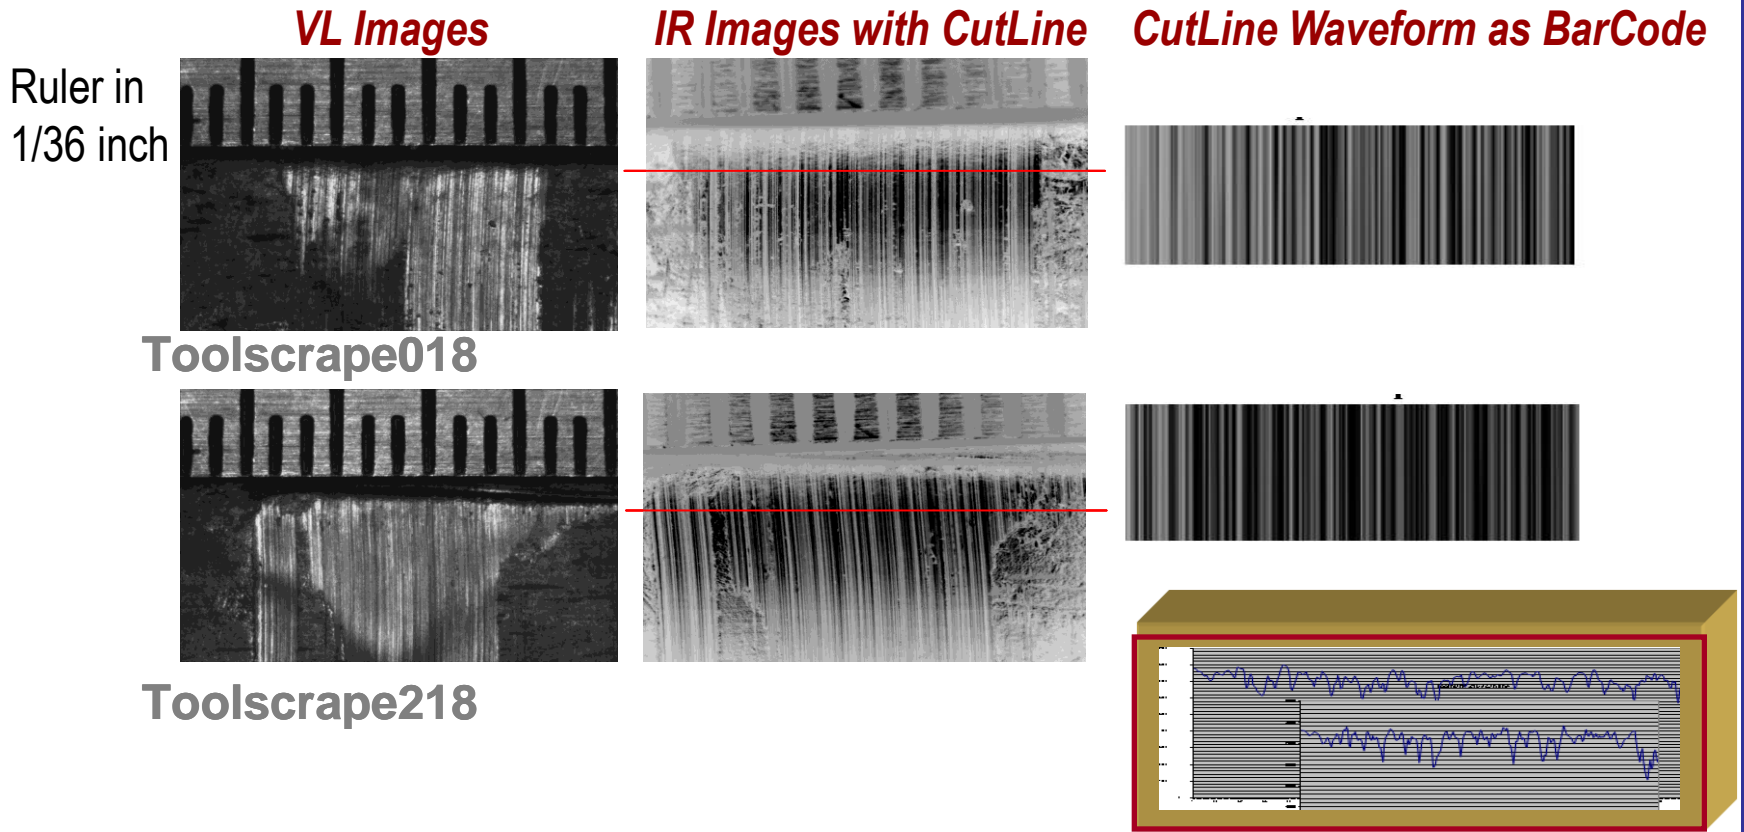 VL Images
IR Images with CutLine
CutLine Waveform as BarCode
Ruler in
1/36 inch
Toolscrape018
Toolscrape218